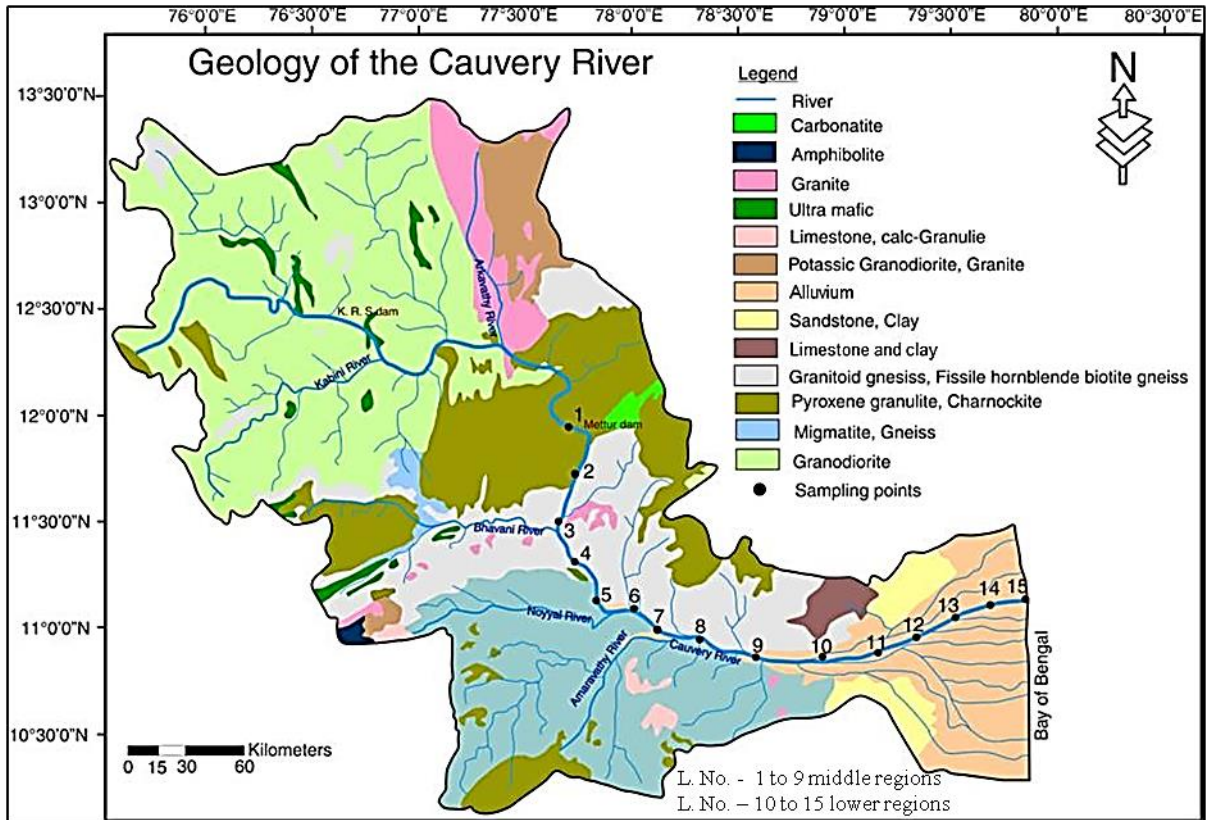 76°0'0"E 76°30'0"E 77°0'0"E 77°30'0"E 78°0'0"E 78°30'0"E 79°0'0"E 79°30'0"E 80°0'0"E 80°30'0"E
Geology of the Cauvery River
13°30'0"N
13°0'0"N
12°30'0"N
12°0'0"N
11°30'0"N
11°0'0"N
10°30'0"N
Legend
River
Carbonatite
Amphibolite
Granite
Ultra mafic
Limestone, calc-Granulie
Potassic Granodiorite, Granite
Alluvium
Sandstone, Clay
Limestone and clay
Granitoid gnesiss, Fissile hornblende biotite gneiss
Pyroxene granulite, Charnockite
Migmatite, Gneiss
Granodiorite
Sampling points
N
Arkavathy River
K. R. S.dam
Kabini River
1
Mettur dam
2
3
Bhavani River
4
5
6
Noyyal River
7
8
Cauvery River
9
10
11
12
13
14
15
Amaravathy River
Bay of Bengal
Kilometers
0 15 30 60
L. No. - 1 to 9 middle regions
L. No. – 10 to 15 lower regions